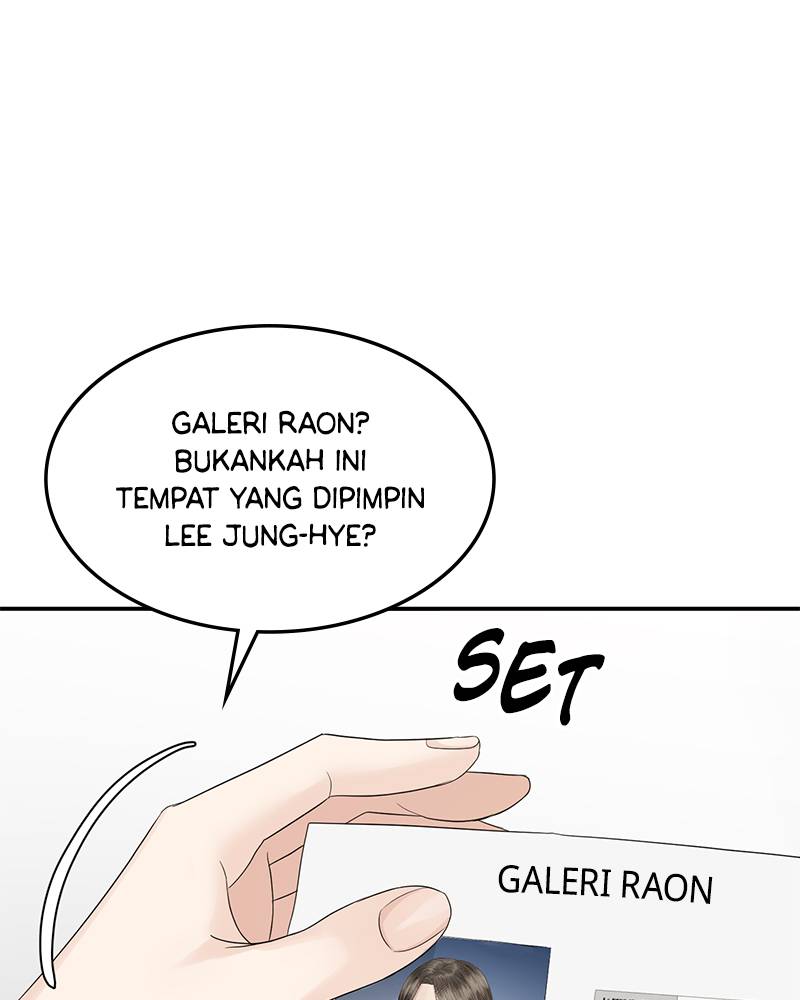 GALERI RAON?
BUKANKAH INI
TEMPAT YANG DIPIMPIN
LEE JUNG-HYE?
SET
GALERI RAON